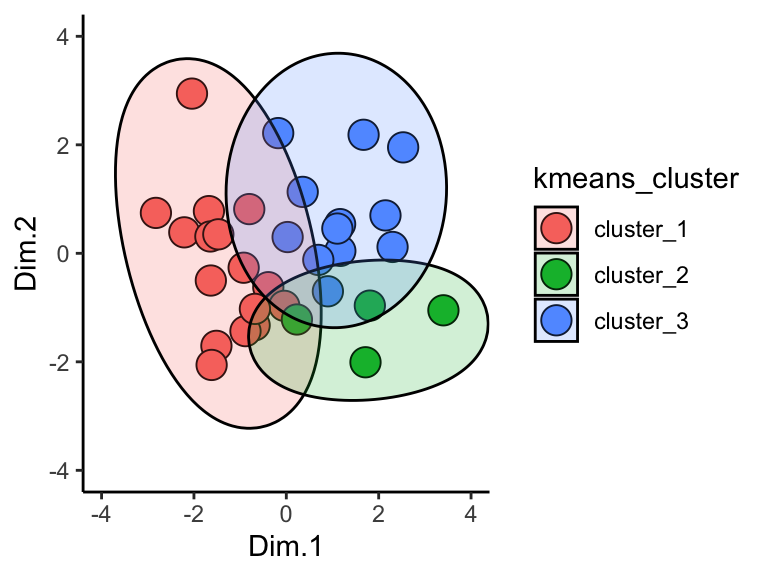 4
2
0
-2
-4
Dim.2
-4 -2 0 2 4
Dim.1
kmeans_cluster
cluster_1
cluster_2
cluster_3